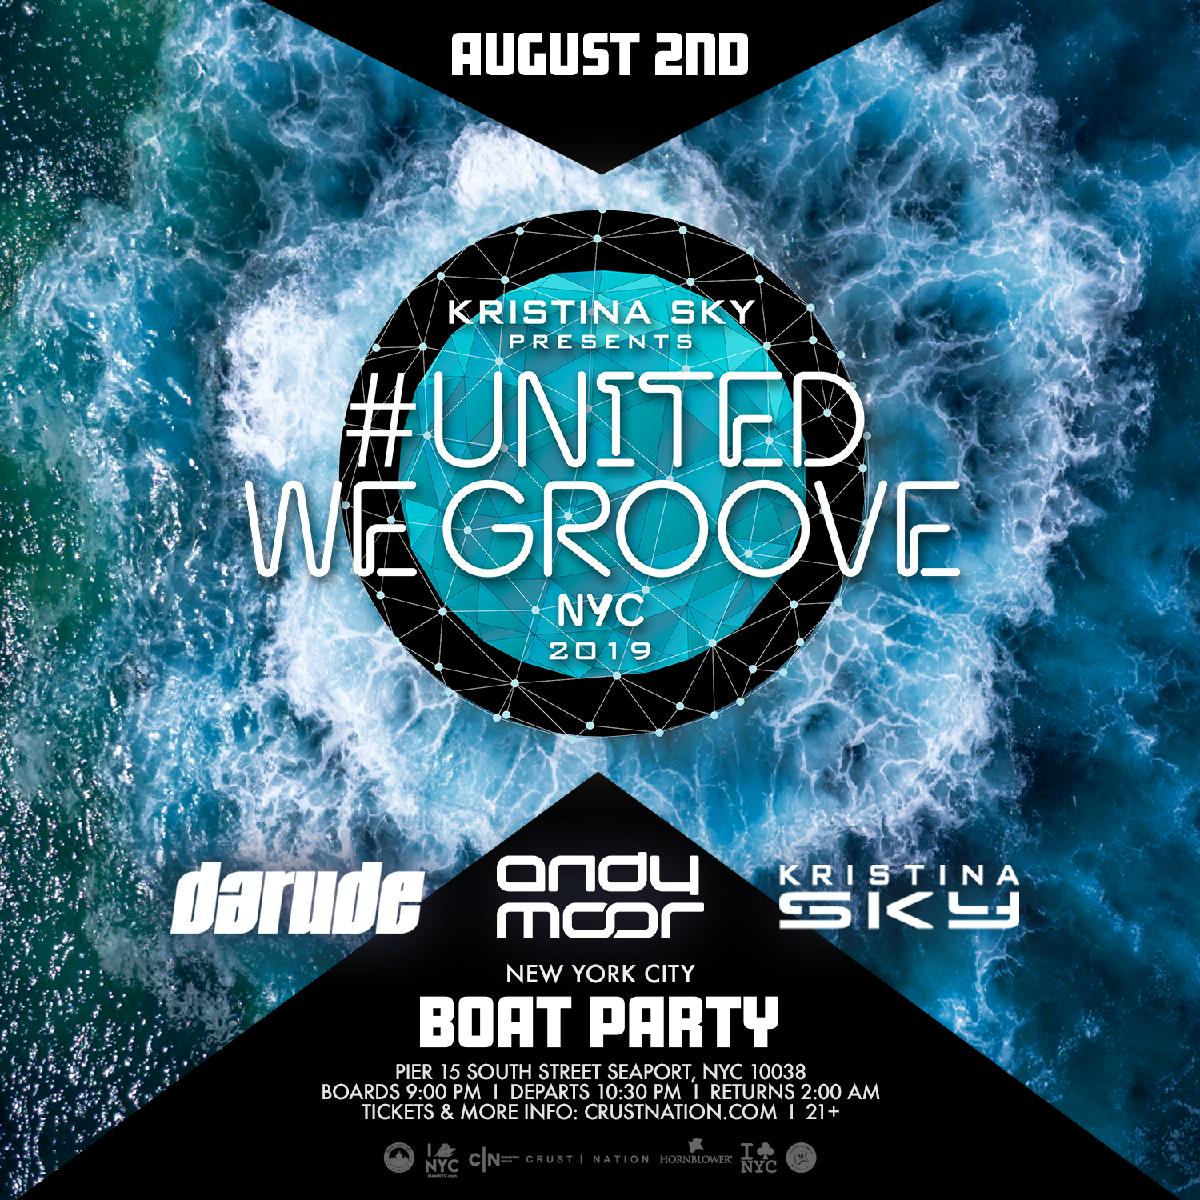 AUGUST 2ND
KRISTINA SKY
PRESENTS
#UNITED
WE GROOVE
NYC
2019
darude
andy
moor
KRISTINA
SKY
NEW YORK CITY
BOAT PARTY
PIER 15 SOUTH STREET SEAPORT, NYC 10038
BOARDS 9:00 PM | DEPARTS 10:30 PM | RETURNS 2:00 AM
TICKETS & MORE INFO: CRUSTNATION.COM | 21+
I NYC C|N CRUST | NATION HORNBLOWER I NYC